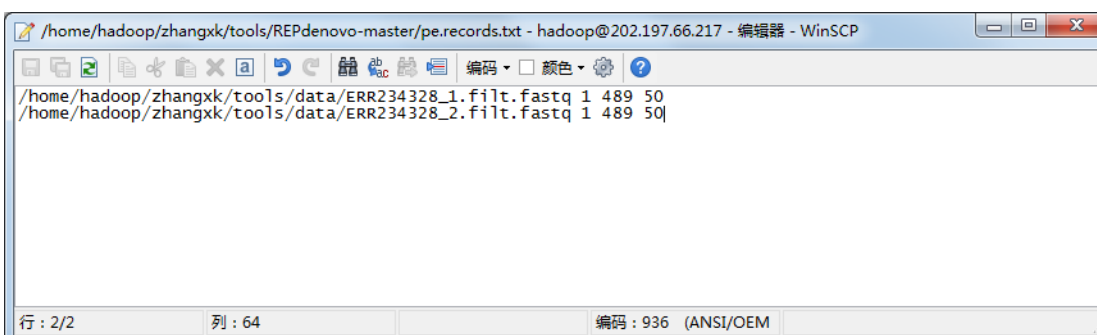 /home/hadoop/zhangxk/tools/REPdenovo-master/pe.records.txt - hadoop@202.197.66.217 - 编辑器 - WinSCP
编码 颜色
/home/hadoop/zhangxk/tools/data/ERR234328_1.filt.fastq 1 489 50
/home/hadoop/zhangxk/tools/data/ERR234328_2.filt.fastq 1 489 50
行：2/2 列：64 编码：936 (ANSI/OEM